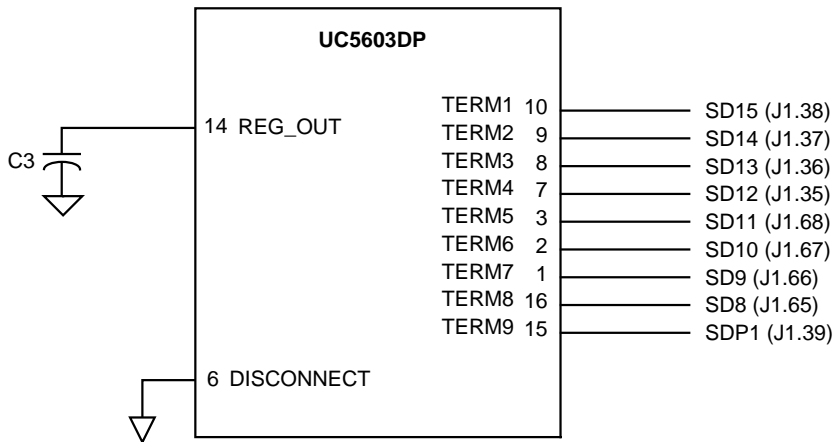 UC5603DP
14 REG_OUT
C3
6 DISCONNECT
TERM1 10 SD15 (J1.38)
TERM2 9 SD14 (J1.37)
TERM3 8 SD13 (J1.36)
TERM4 7 SD12 (J1.35)
TERM5 3 SD11 (J1.68)
TERM6 2 SD10 (J1.67)
TERM7 1 SD9 (J1.66)
TERM8 16 SD8 (J1.65)
TERM9 15 SDP1 (J1.39)